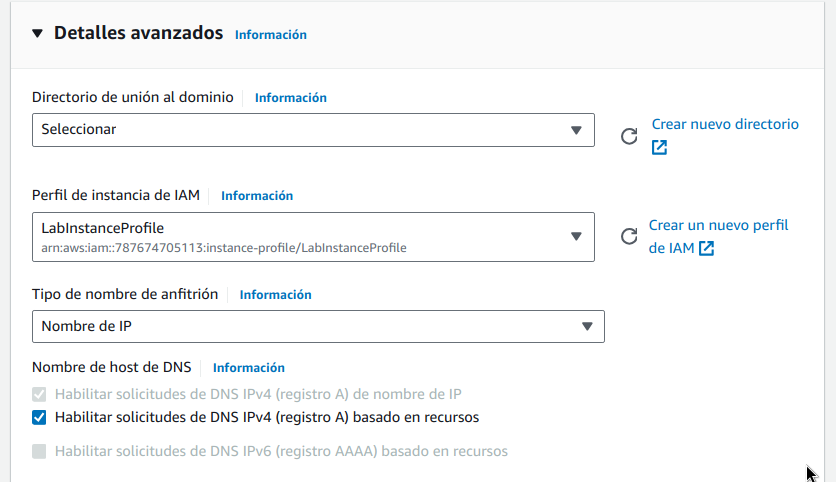 Detalles avanzados Información
Directorio de unión al dominio Información
Seleccionar
Crear nuevo directorio
Perfil de instancia de IAM Información
LabInstanceProfile
arn:aws:iam::787674705113:instance-profile/LabInstanceProfile
Crear un nuevo perfil
de IAM
Tipo de nombre de anfitrión Información
Nombre de IP
Nombre de host de DNS Información
Habilitar solicitudes de DNS IPv4 (registro A) de nombre de IP
Habilitar solicitudes de DNS IPv4 (registro A) basado en recursos
Habilitar solicitudes de DNS IPv6 (registro AAAA) basado en recursos